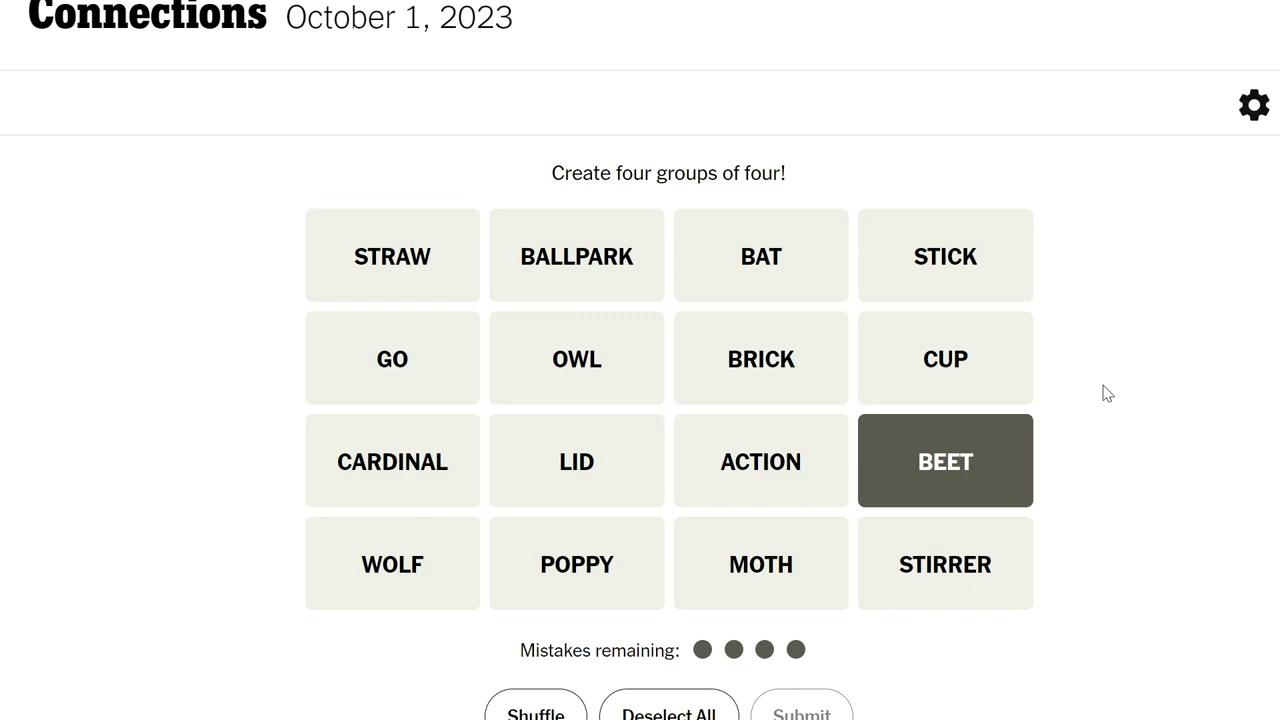 Connections October 1, 2023
Create four groups of four!
STRAW BALLPARK BAT STICK
GO OWL BRICK CUP
CARDINAL LID ACTION BEET
WOLF POPPY MOTH STIRRER
Mistakes remaining:
Shuffle Deselect All Submit